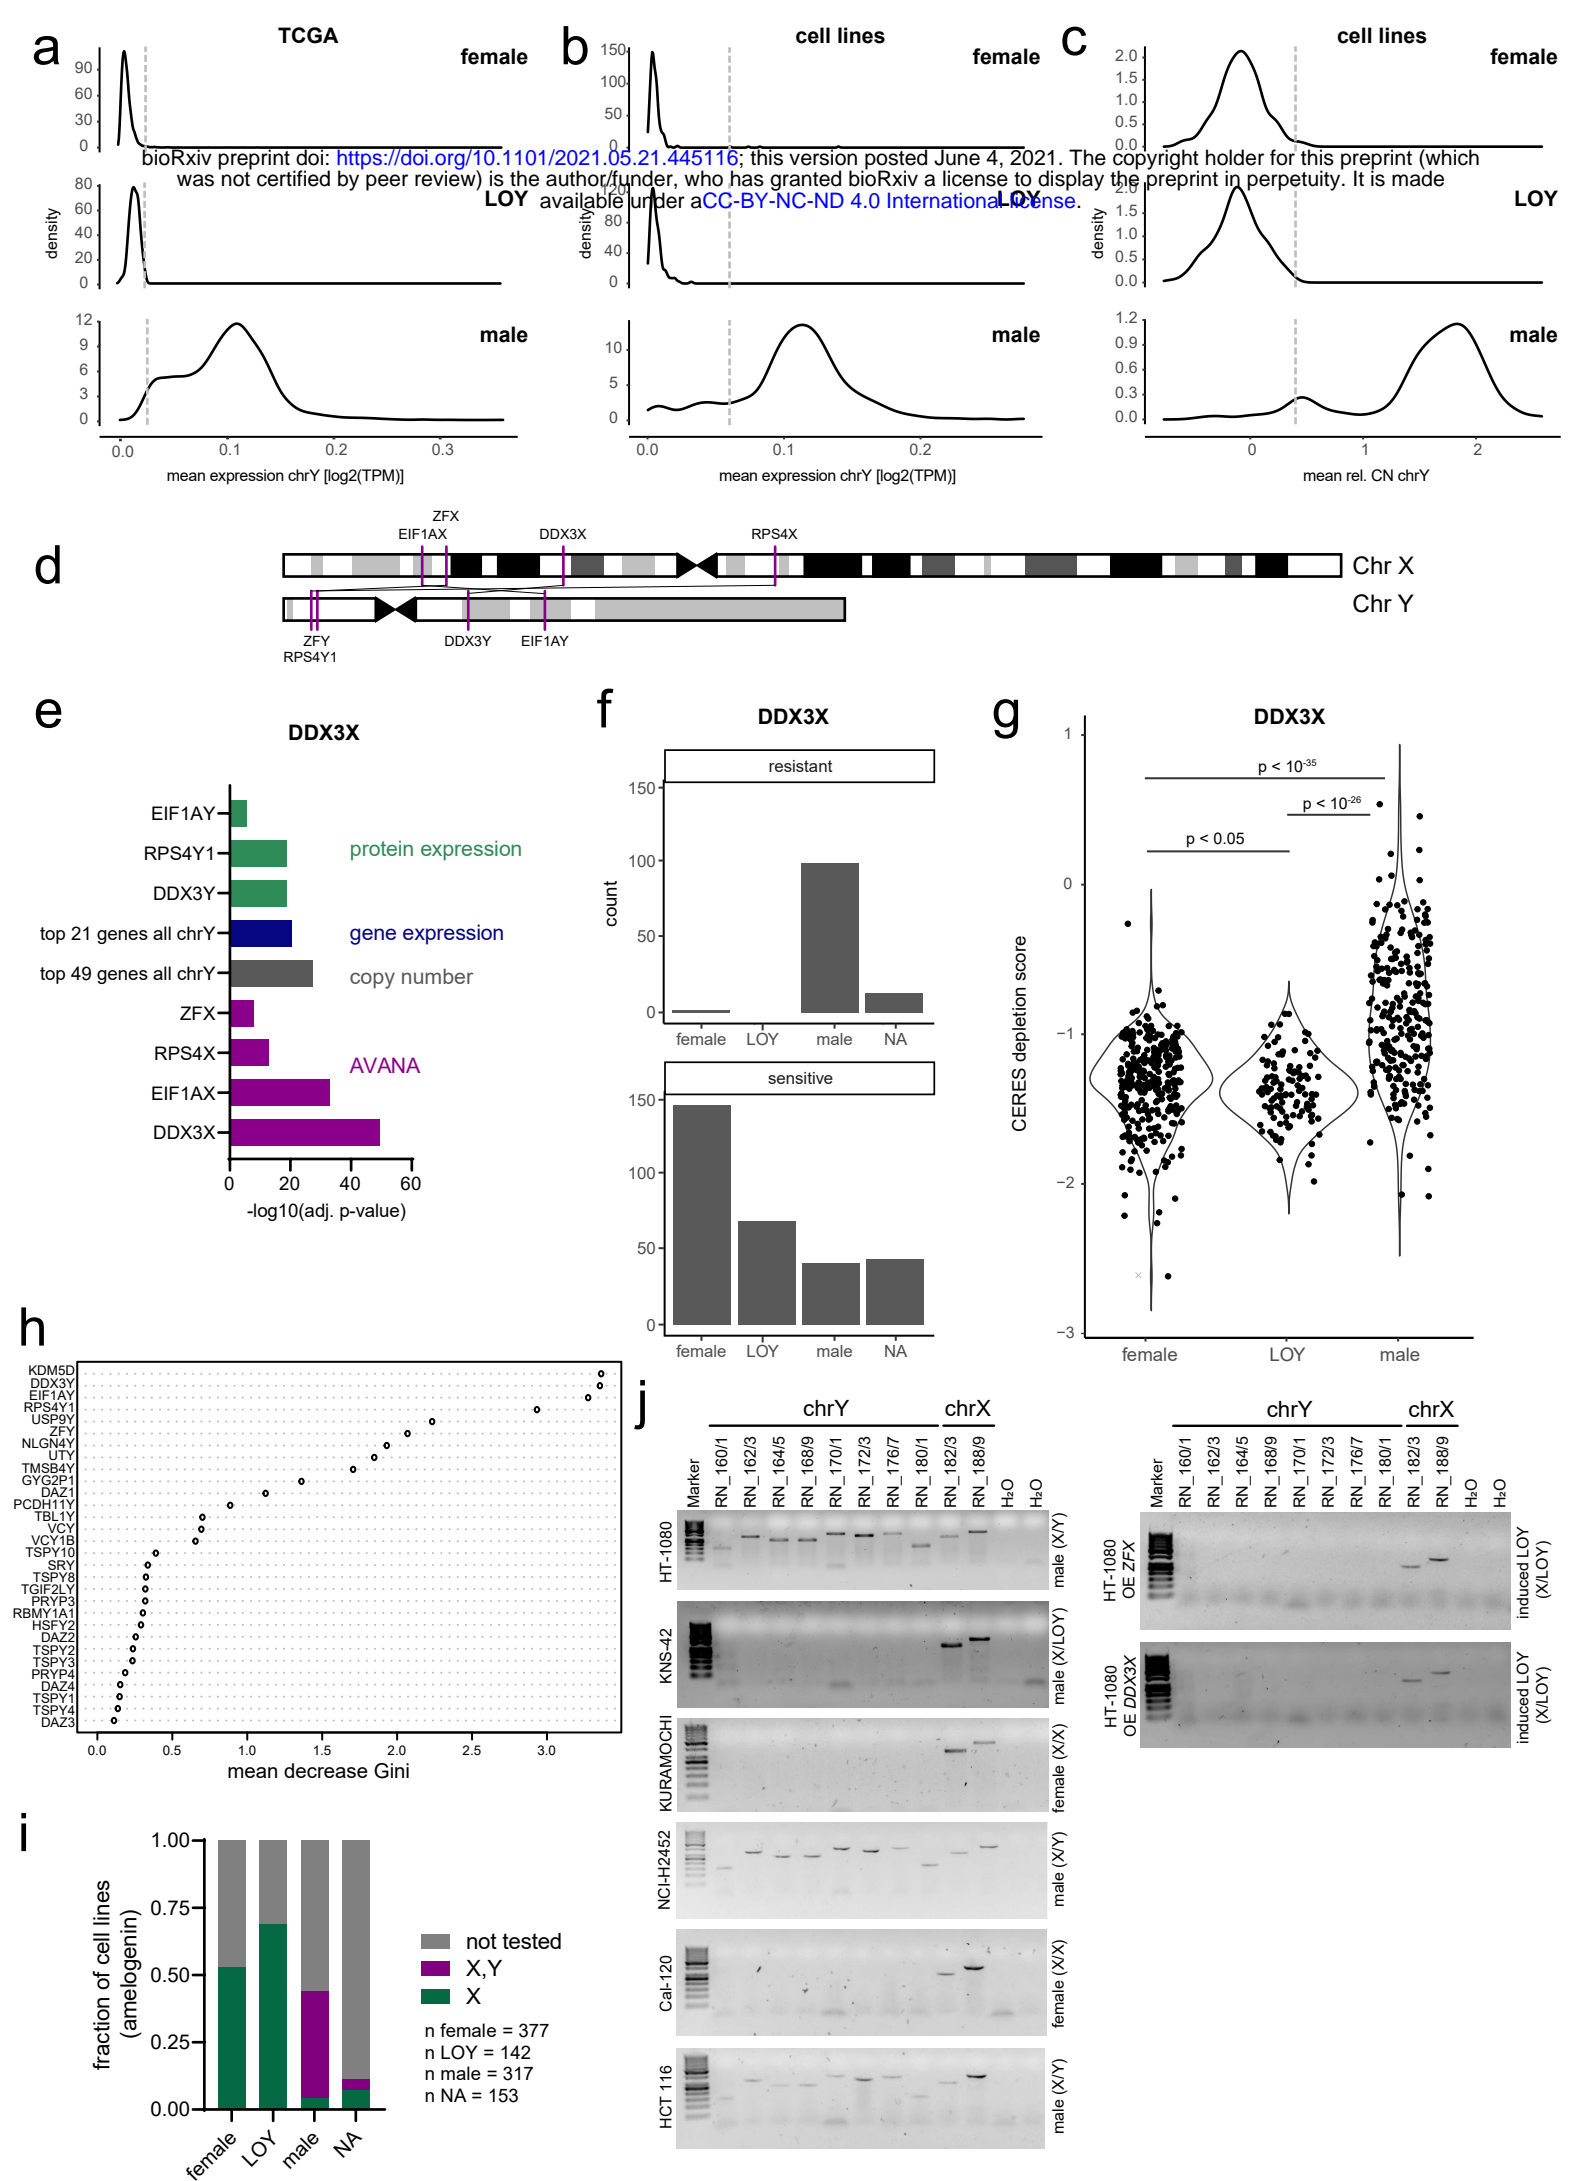 a
TCGA
female
90
60
30
0
LOY
80
60
40
20
0
density
male
12
9
6
3
0
0.0
0.1
0.2
0.3
mean expression chrY [log2(TPM)]
b
cell lines
female
150
100
50
0
LOY
120
80
40
0
density
male
10
5
0
0.0
0.1
0.2
mean expression chrY [log2(TPM)]
c
cell lines
female
2.0
1.5
1.0
0.5
0.0
LOY
2.0
1.5
1.0
0.5
0.0
density
male
1.2
0.9
0.6
0.3
0.0
0
1
2
mean rel. CN chrY
bioRxiv preprint doi: https://doi.org/10.1101/2021.05.21.445116; this version posted June 4, 2021. The copyright holder for this preprint (which
was not certified by peer review) is the author/funder, who has granted bioRxiv a license to display the preprint in perpetuity. It is made
available under aCC-BY-NC-ND 4.0 International license.
d
ZFX
EIF1AX
DDX3X
RPS4X
Chr X
Chr Y
ZFY
DDX3Y
EIF1AY
RPS4Y1
e
DDX3X
EIF1AY
RPS4Y1
DDX3Y
top 21 genes all chrY
top 49 genes all chrY
ZFX
RPS4X
EIF1AX
DDX3X
protein expression
gene expression
copy number
AVANA
0
20
40
60
-log10(adj. p-value)
f
DDX3X
resistant
150
100
50
0
count
female
LOY
male
NA
sensitive
150
100
50
0
female
LOY
male
NA
g
DDX3X
1
0
−1
−2
−3
CERES depletion score
p < 10-35
p < 10-26
p < 0.05
female
LOY
male
h
KDM5D
DDX3Y
EIF1AY
RPS4Y1
USP9Y
ZFY
NLGN4Y
UTY
TMSB4Y
GYG2P1
DAZ1
PCDH11Y
TBL1Y
VCY
VCY1B
TSPY10
SRY
TSPY8
TGIF2LY
PRYP3
RBMY1A1
HSFY2
DAZ2
TSPY2
TSPY3
PRYP4
DAZ4
TSPY1
TSPY4
DAZ3
0.0
0.5
1.0
1.5
2.0
2.5
3.0
mean decrease Gini
i
1.00
0.75
0.50
0.25
0.00
fraction of cell lines
(amelogenin)
female
LOY
male
NA
not tested
X,Y
X
n female = 377
n LOY = 142
n male = 317
n NA = 153
j
chrY
chrX
Marker
RN_160/1
RN_162/3
RN_164/5
RN_168/9
RN_170/1
RN_172/3
RN_176/7
RN_180/1
RN_182/3
RN_188/9
H₂O
H₂O
HT-1080
male (X/Y)
KNS-42
male (X/LOY)
KURAMOCHI
female (X/X)
NCI-H2452
male (X/Y)
Cal-120
female (X/X)
HCT 116
male (X/Y)
chrY
chrX
Marker
RN_160/1
RN_162/3
RN_164/5
RN_168/9
RN_170/1
RN_172/3
RN_176/7
RN_180/1
RN_182/3
RN_188/9
H₂O
H₂O
HT-1080
OE ZFX
induced LOY
(X/LOY)
HT-1080
OE DDX3X
induced LOY
(X/LOY)